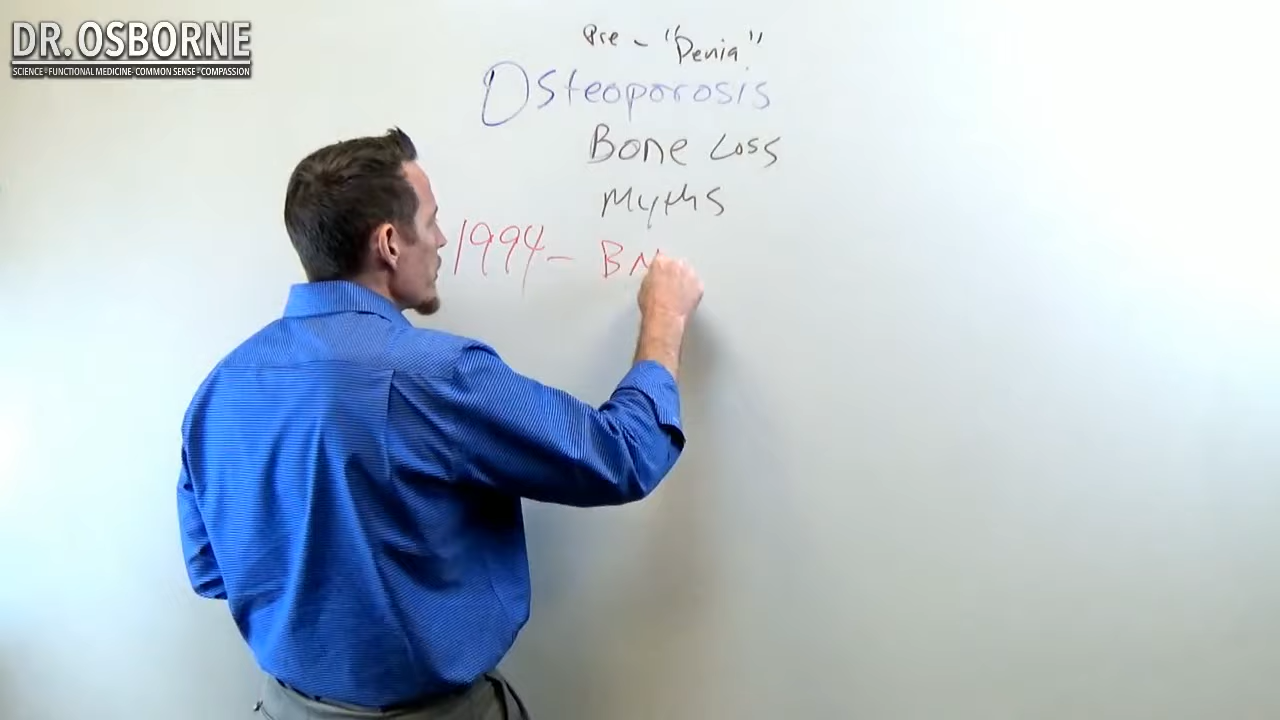 DR. OSBORNE
SCIENCE - FUNCTIONAL MEDICINE - COMMON SENSE - COMPASSION
Pre - "Penia"
Osteoporosis
Bone Loss
Myths
1994 - BM